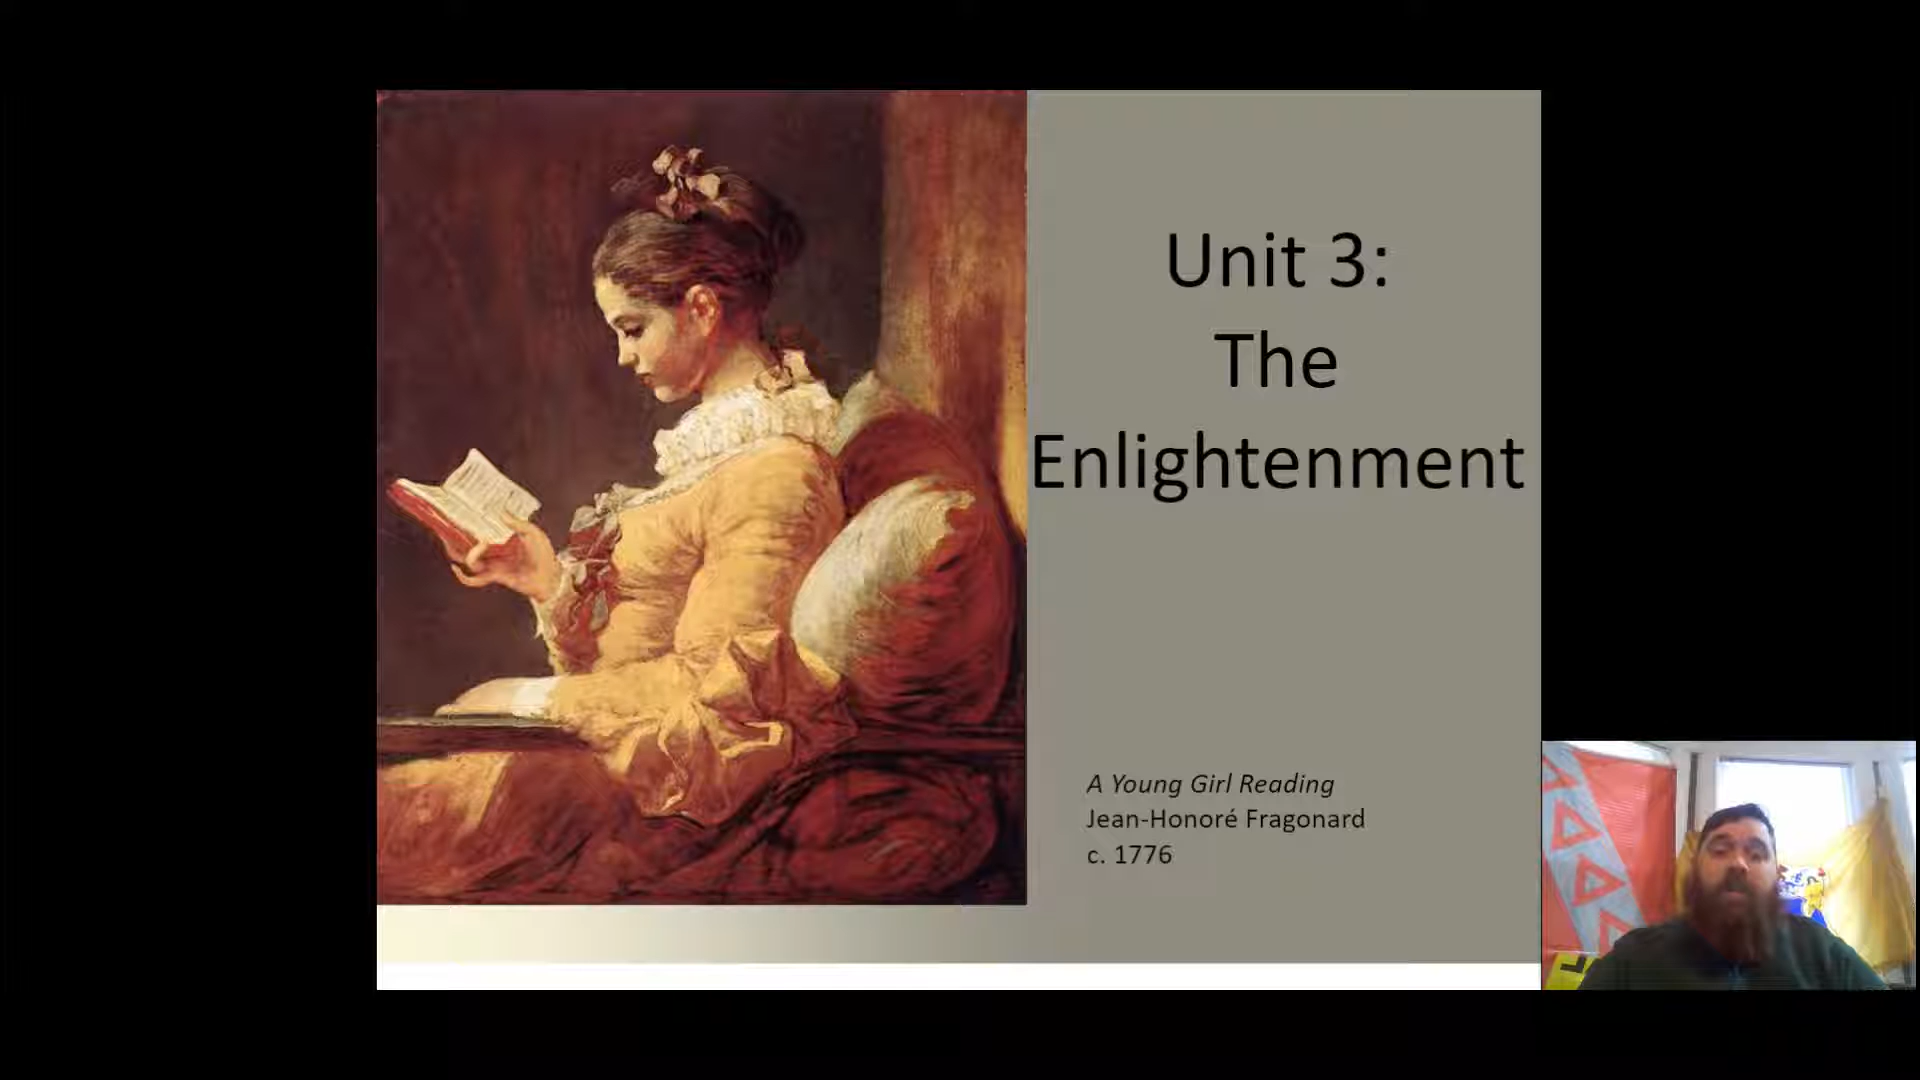 Unit 3:
The
Enlightenment
A Young Girl Reading
Jean-Honoré Fragonard
c. 1776